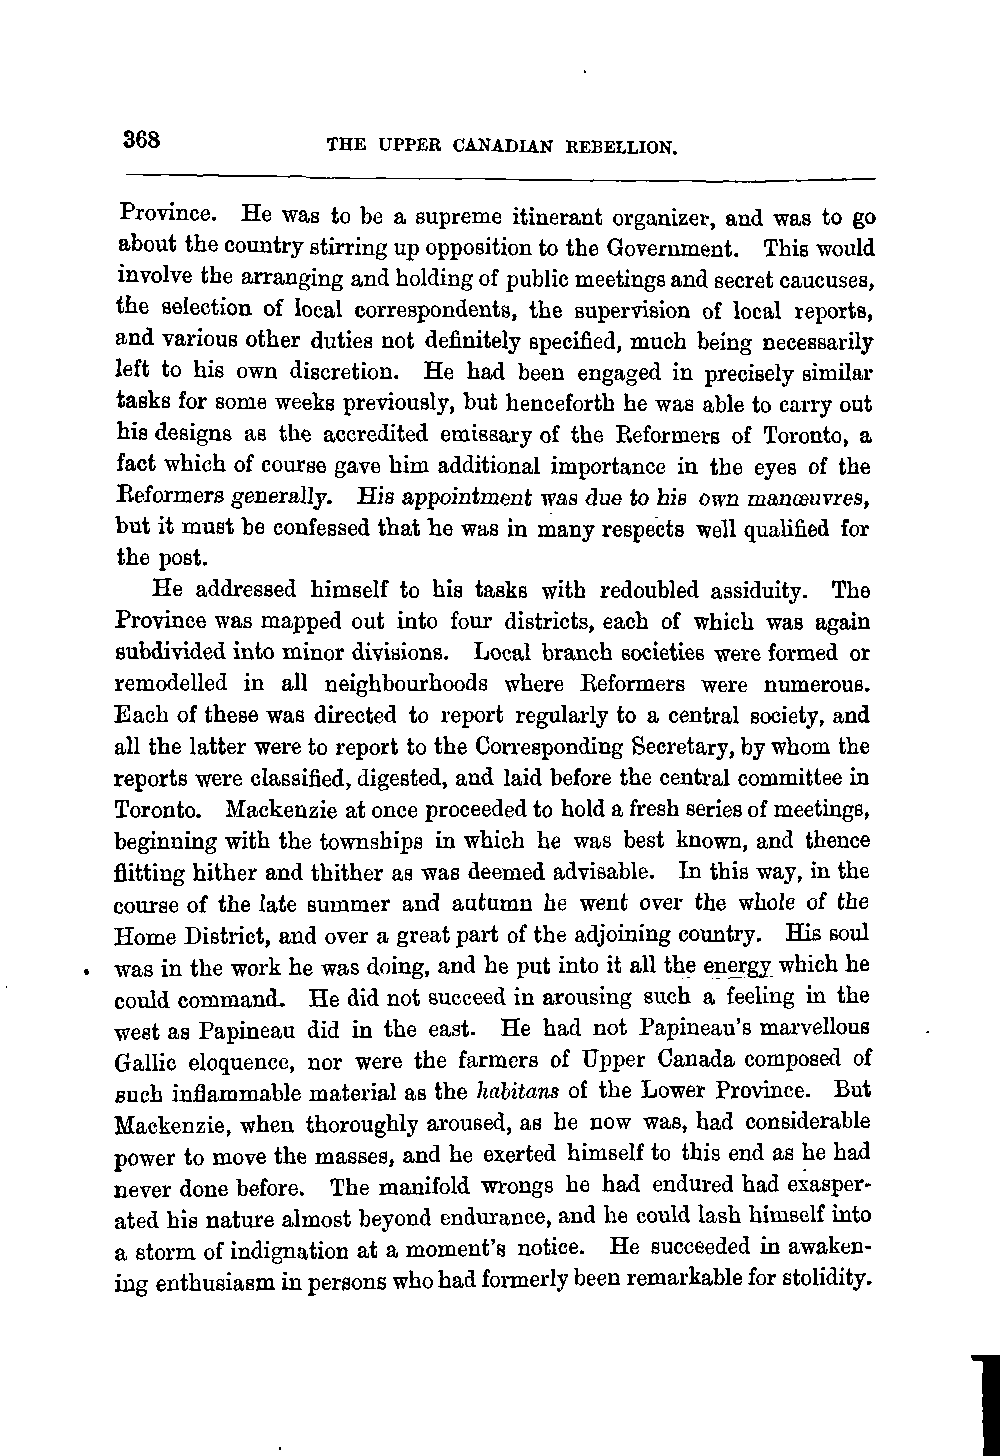 368
THE UPPER CANADIAN REBELLION.
Province. He was to be a supreme itinerant organizer, and was to go
about the country stirring up opposition to the Government. This would
involve the arranging and holding of public meetings and secret caucuses,
the selection of local correspondents, the supervision of local reports,
and various other duties not definitely specified, much being necessarily
left to his own discretion. He had been engaged in precisely similar
tasks for some weeks previously, but henceforth he was able to carry out
his designs as the accredited emissary of the Reformers of Toronto, a
fact which of course gave him additional importance in the eyes of the
Reformers generally. His appointment was due to his own manœuvres,
but it must be confessed that he was in many respects well qualified for
the post.
He addressed himself to his tasks with redoubled assiduity. The
Province was mapped out into four districts, each of which was again
subdivided into minor divisions. Local branch societies were formed or
remodelled in all neighbourhoods where Reformers were numerous.
Each of these was directed to report regularly to a central society, and
all the latter were to report to the Corresponding Secretary, by whom the
reports were classified, digested, and laid before the central committee in
Toronto. Mackenzie at once proceeded to hold a fresh series of meetings,
beginning with the townships in which he was best known, and thence
flitting hither and thither as was deemed advisable. In this way, in the
course of the late summer and autumn he went over the whole of the
Home District, and over a great part of the adjoining country. His soul
was in the work he was doing, and he put into it all the energy which he
could command. He did not succeed in arousing such a feeling in the
west as Papineau did in the east. He had not Papineau's marvellous
Gallic eloquence, nor were the farmers of Upper Canada composed of
such inflammable material as the habitans of the Lower Province. But
Mackenzie, when thoroughly aroused, as he now was, had considerable
power to move the masses, and he exerted himself to this end as he had
never done before. The manifold wrongs he had endured had exasper-
ated his nature almost beyond endurance, and he could lash himself into
a storm of indignation at a moment's notice. He succeeded in awaken-
ing enthusiasm in persons who had formerly been remarkable for stolidity.